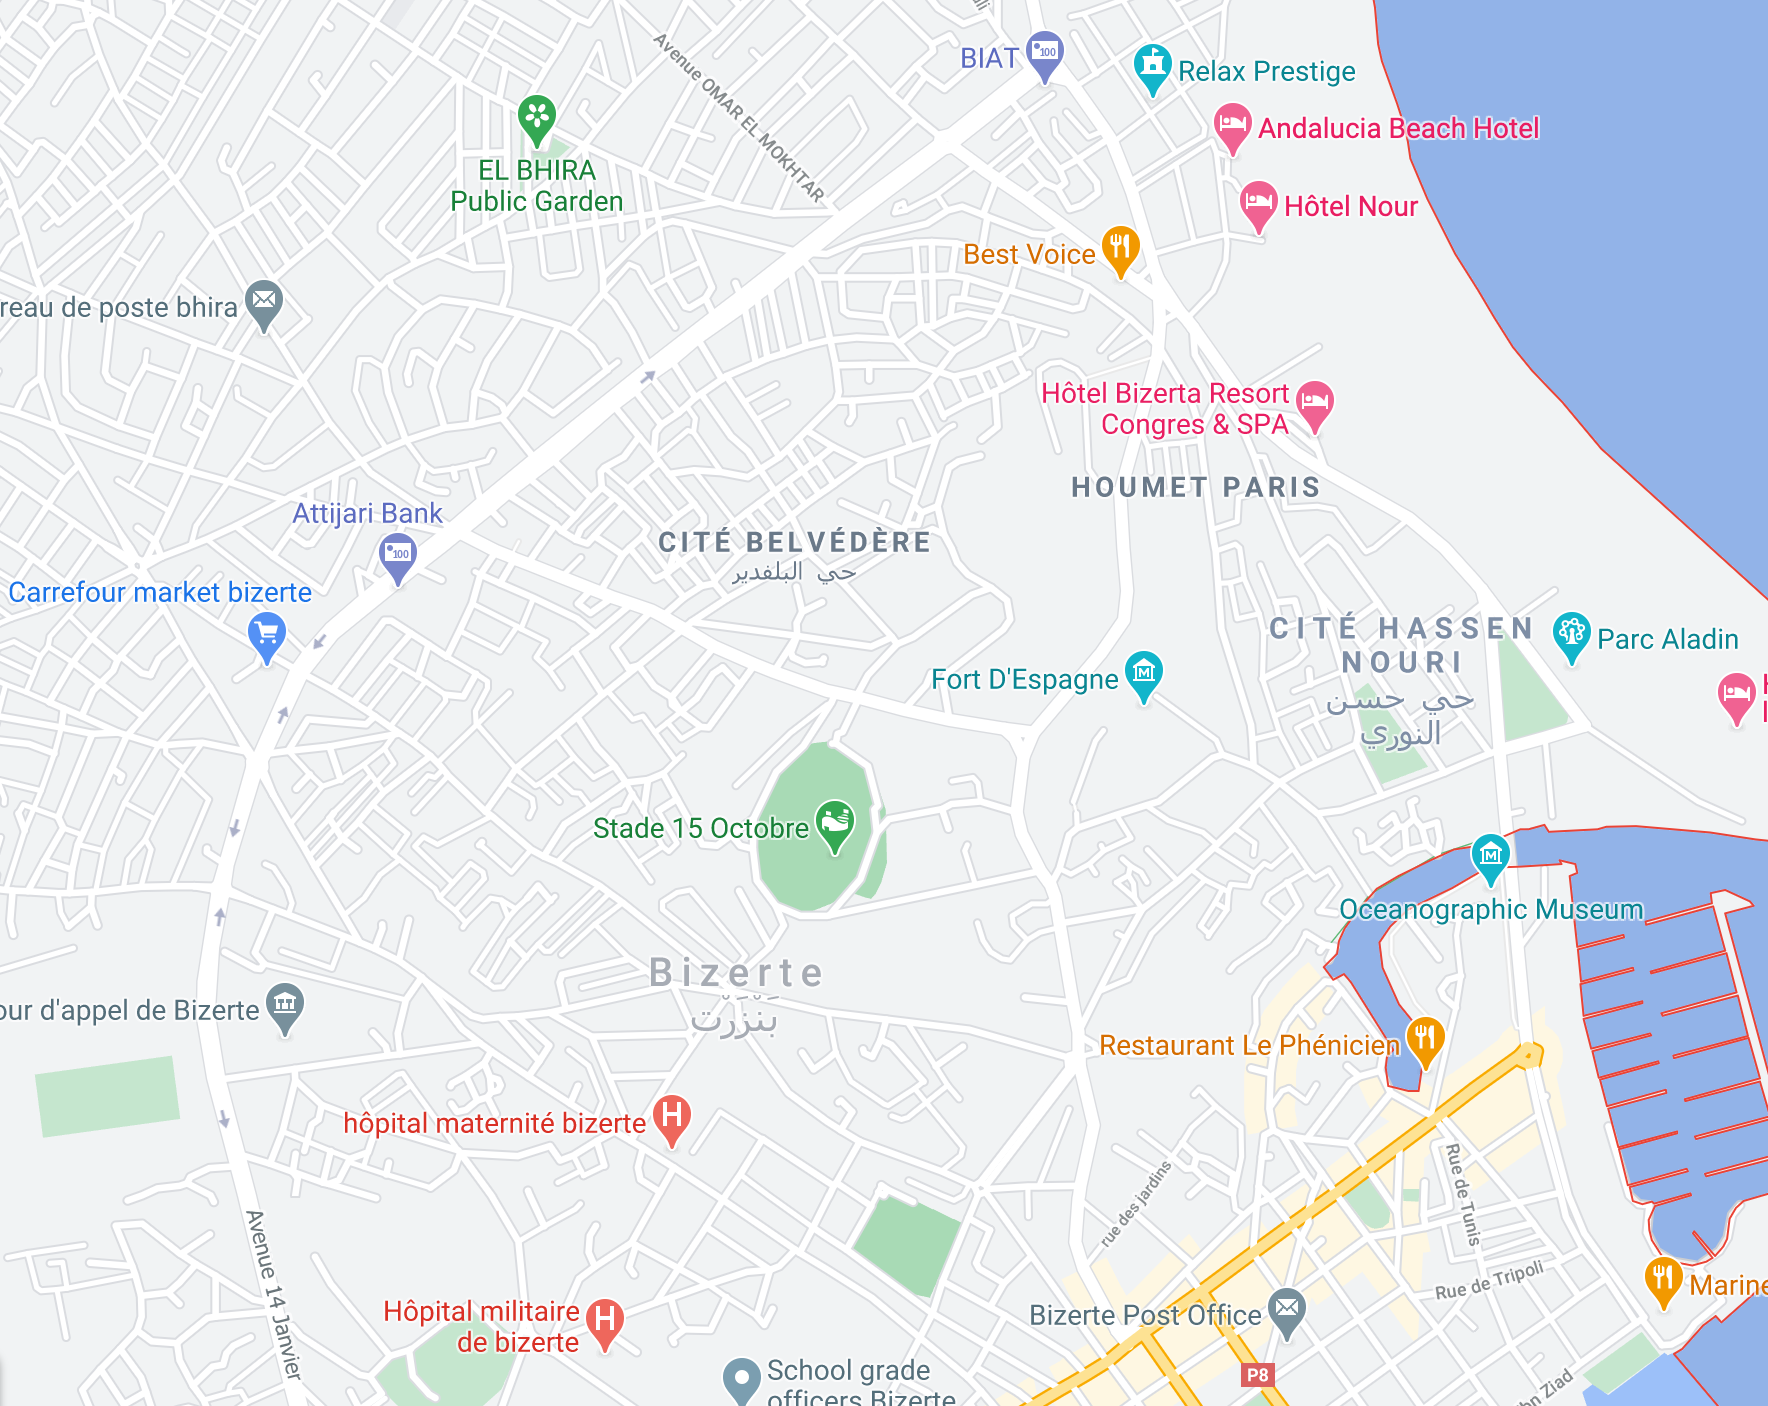 Avenue OMAR EL MOKHTAR
BIAT
100
Relax Prestige
Andalucia Beach Hotel
EL BHIRA
Public Garden
Hôtel Nour
Best Voice
reau de poste bhira
Hôtel Bizerta Resort
Congres & SPA
HOUMET PARIS
Attijari Bank
100
CITÉ BELVÉDÈRE
حي البلفدير
Carrefour market bizerte
CITÉ HASSEN
NOURI
حي حسن
النوري
Parc Aladin
Fort D'Espagne
M
Stade 15 Octobre
M
Oceanographic Museum
Bizerte
بَنْزَرْت
our d'appel de Bizerte
Restaurant Le Phénicien
hôpital maternité bizerte
H
rue des jardins
Rue de Tunis
Avenue 14 Janvier
Rue de Tripoli
Marine
Hôpital militaire
de bizerte
H
Bizerte Post Office
P8
School grade
officers Bizerte
Ibn Ziad